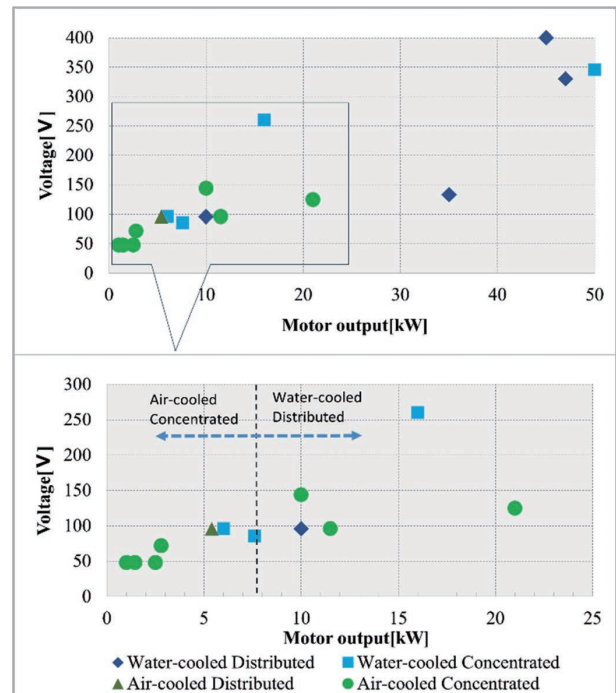 400
350
300
250
200
150
100
50
0
Voltage[V]
0 10 20 30 40 50
Motor output[kW]
300
250
200
150
100
50
0
Voltage[V]
Air-cooled
Concentrated
Water-cooled
Distributed
0 5 10 15 20 25
Motor output[kW]
Water-cooled Distributed Water-cooled Concentrated
Air-cooled Distributed Air-cooled Concentrated